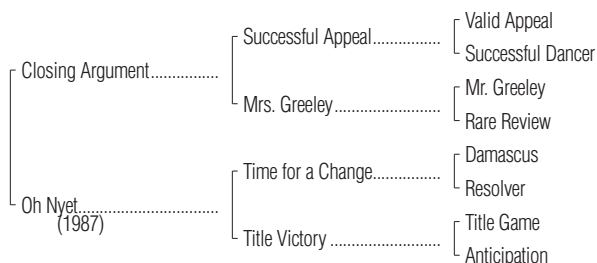 Valid Appeal
Successful Appeal................
Successful Dancer
Closing Argument................
Mr. Greeley
Mrs. Greeley.........................
Rare Review
Damascus
Time for a Change................
Resolver
Oh Nyet.................................
(1987)
Title Game
Title Victory ..........................
Anticipation